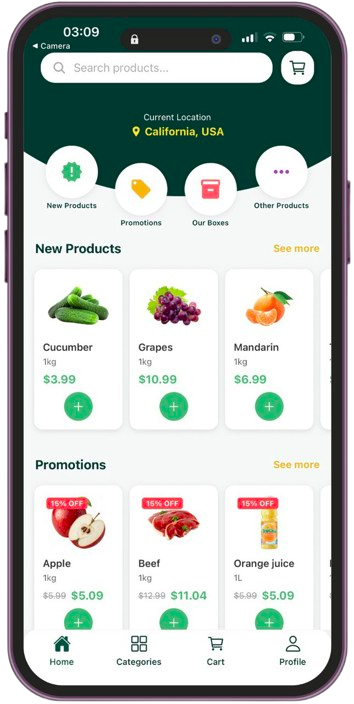 03:09
◀ Camera
Search products...
Current Location
California, USA
New Products
Promotions
Our Boxes
Other Products
New Products
See more
Cucumber
1kg
$3.99
Grapes
1kg
$10.99
Mandarin
1kg
$6.99
Promotions
See more
15% OFF
Apple
1kg
$5.99 $5.09
15% OFF
Beef
1kg
$12.99 $11.04
15% OFF
Orange juice
1L
$5.99 $5.09
Home
Categories
Cart
Profile